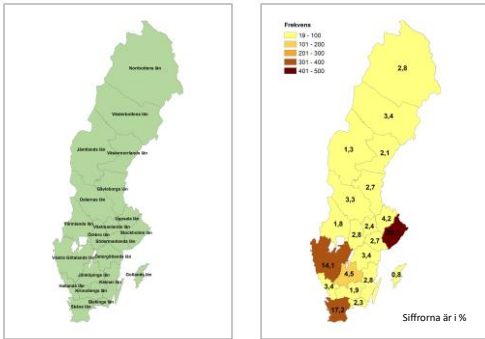 Norrbottens län
Västerbottens län
Jämtlands län
Västernorrlands län
Gävleborgs län
Dalarnas län
Uppsala län
Värmlands län
Västmanlands län
Örebro län
Stockholms län
Södermanlands län
Östergötlands län
Västra Götalands län
Jönköpings län
Gotlands län
Kalmar län
Hallands län
Kronobergs län
Blekinge län
Skåne län
Frekvens
19 - 100
101 - 200
201 - 300
301 - 400
401 - 500
2,8
3,4
1,3
2,1
2,7
3,3
4,2
1,8
2,4
2,8
2,7
3,4
14,1
4,5
0,8
2,8
3,4
1,9
2,3
17,2
Siffrorna är i %